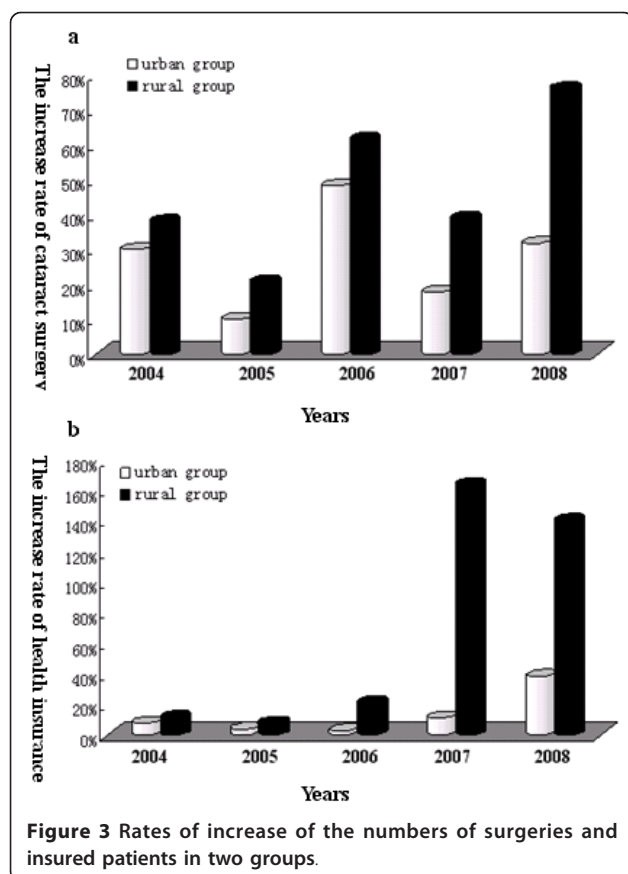 a
The increase rate of cataract surgery
urban group
rural group
80%
70%
60%
50%
40%
30%
20%
10%
0%
2004 2005 2006 2007 2008
Years
b
The increase rate of health insurance
urban group
rural group
180%
160%
140%
120%
100%
80%
60%
40%
20%
0%
2004 2005 2006 2007 2008
Years
Figure 3 Rates of increase of the numbers of surgeries and
insured patients in two groups.